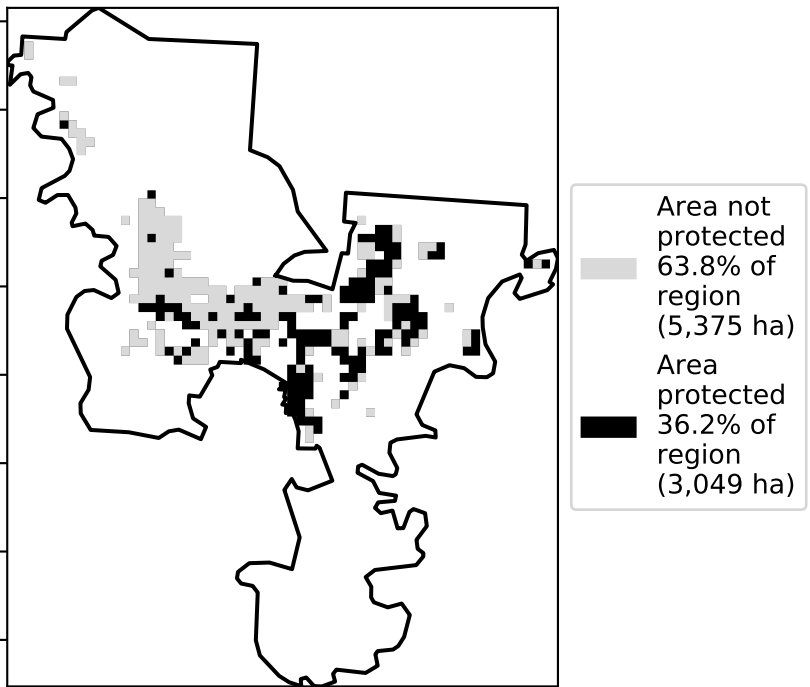 Area not
protected
63.8% of
region
(5,375 ha)
Area
protected
36.2% of
region
(3,049 ha)